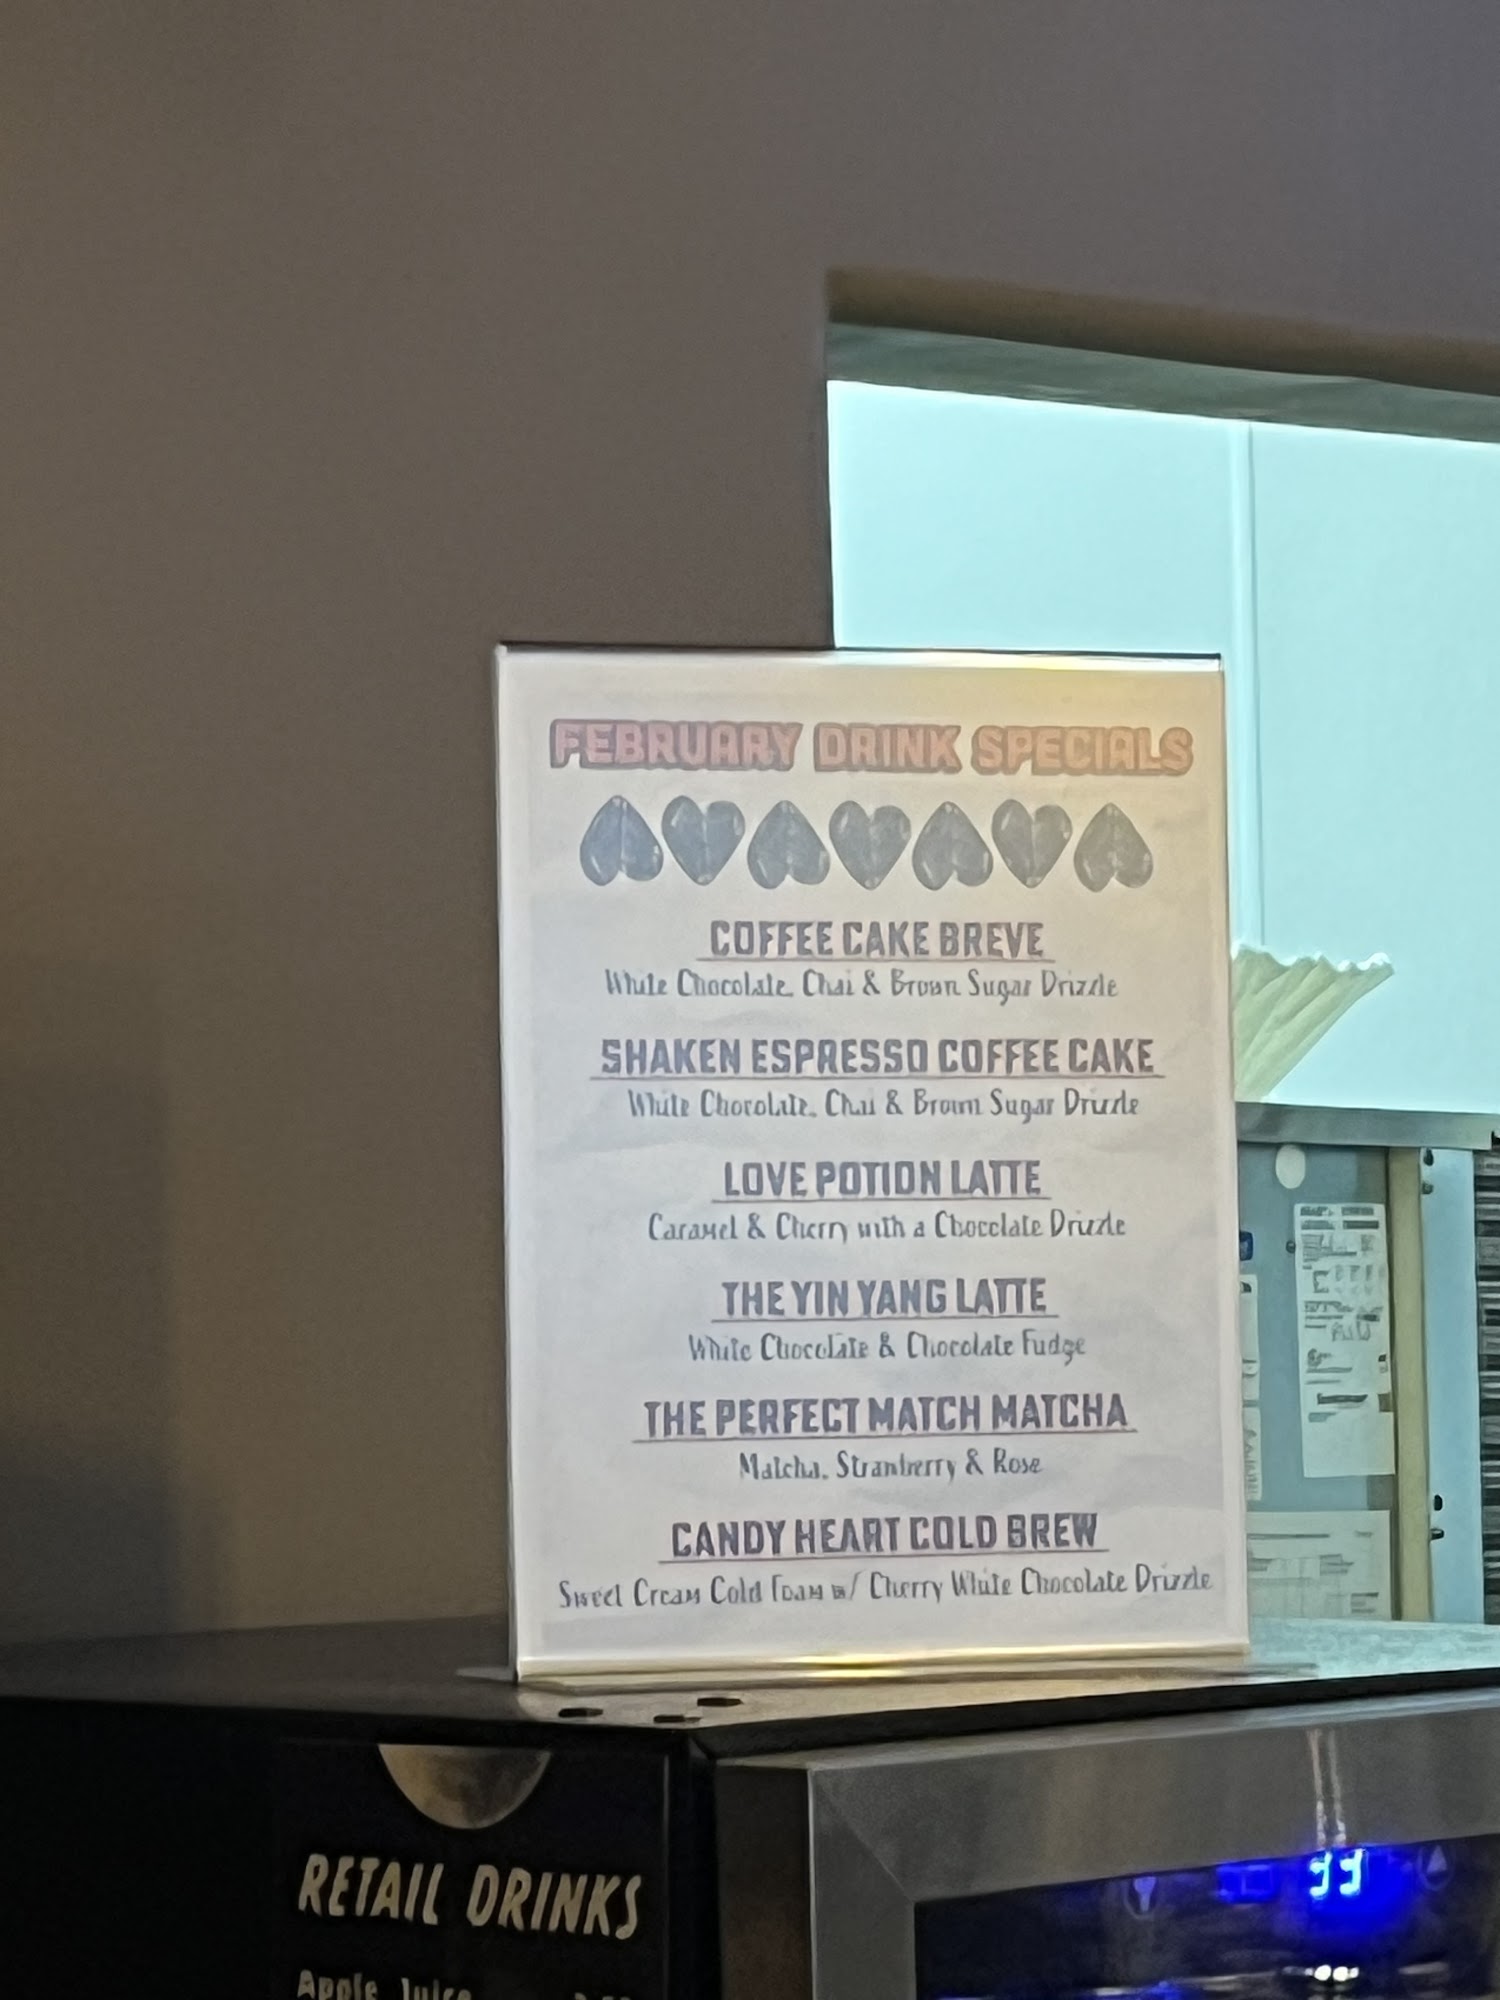 FEBRUARY DRINK SPECIALS
COFFEE CAKE BREVE
White Chocolate, Chai & Brown Sugar Drizzle
SHAKEN ESPRESSO COFFEE CAKE
White Chocolate, Chai & Brown Sugar Drizzle
LOVE POTION LATTE
Caramel & Cherry with a Chocolate Drizzle
THE YIN YANG LATTE
White Chocolate & Chocolate Fudge
THE PERFECT MATCH MATCHA
Matcha, Strawberry & Rose
CANDY HEART COLD BREW
Sweet Cream Cold Foam w/ Cherry White Chocolate Drizzle
RETAIL DRINKS
Apple Juice